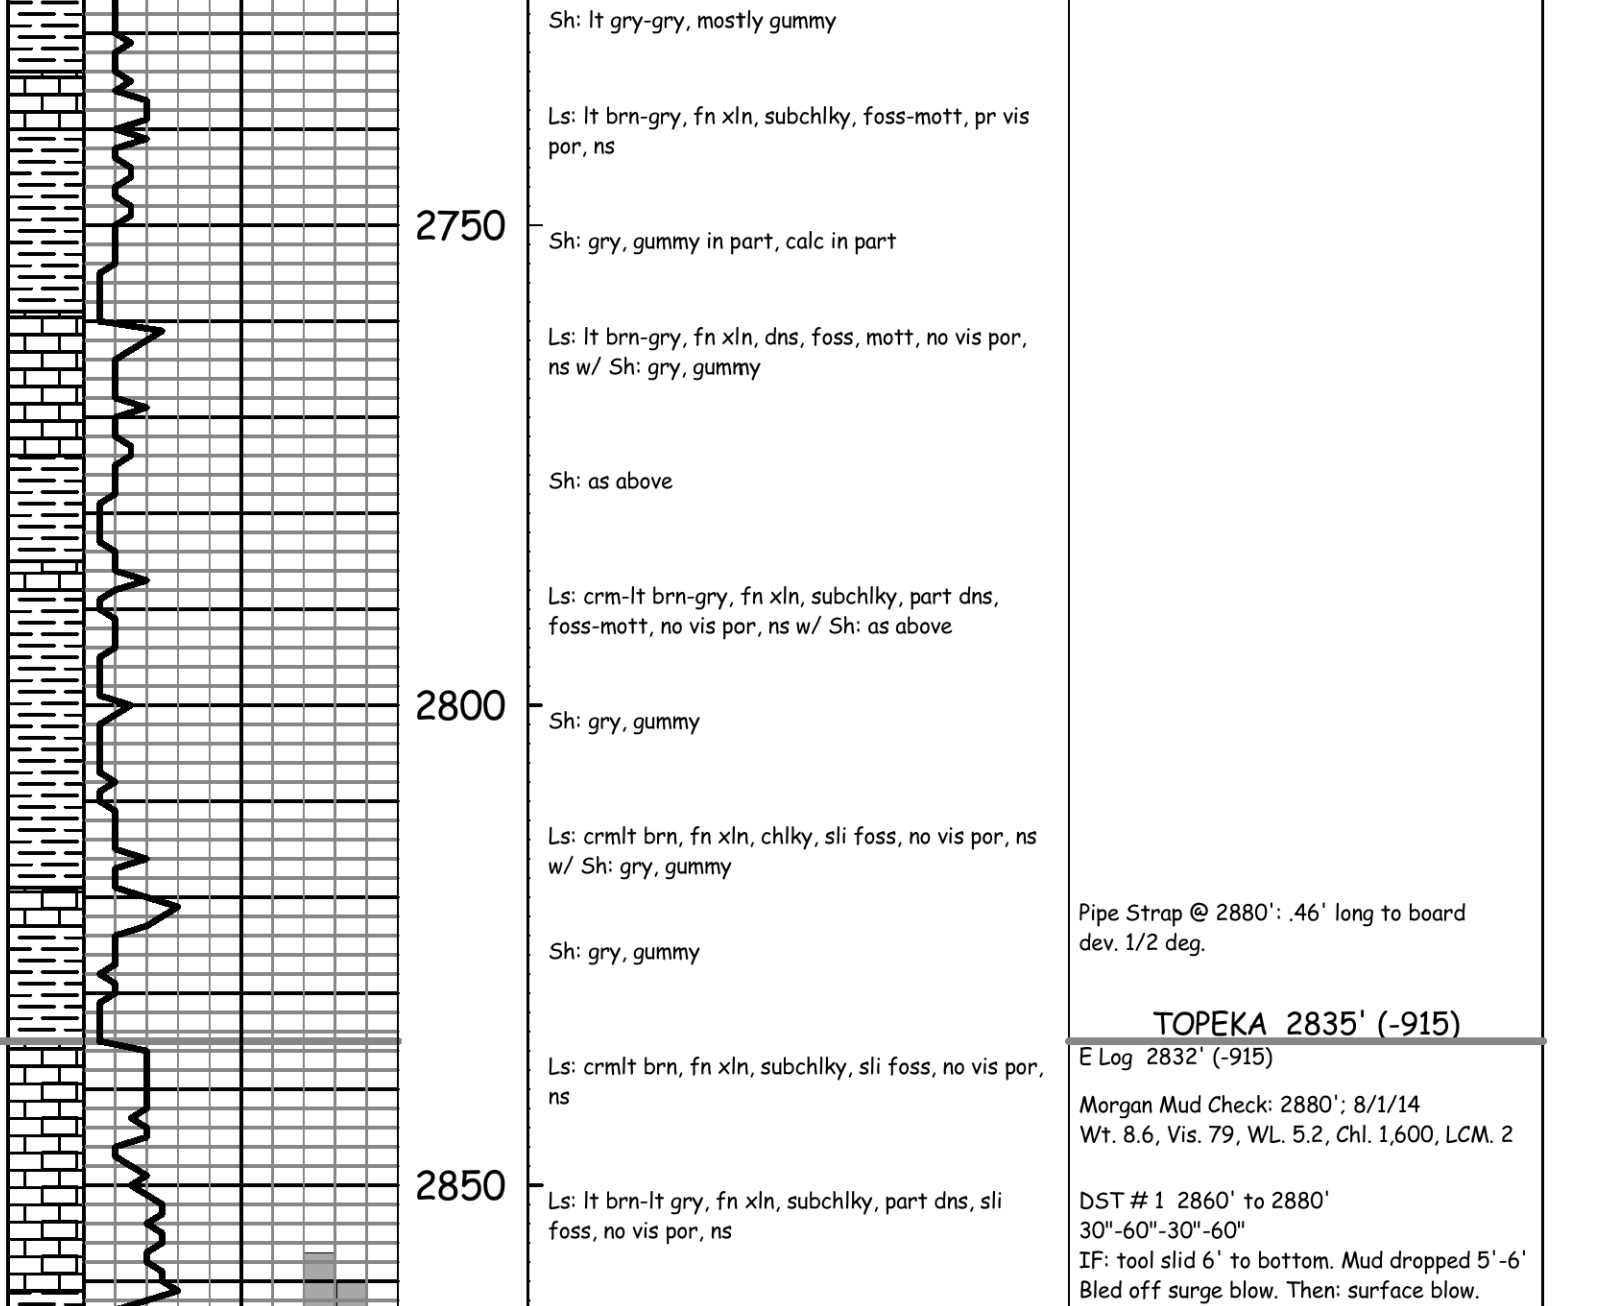 Sh: lt gry-gry, mostly gummy
Ls: lt brn-gry, fn xln, subchlky, foss-mott, pr vis
por, ns
2750
Sh: gry, gummy in part, calc in part
Ls: lt brn-gry, fn xln, dns, foss, mott, no vis por,
ns w/ Sh: gry, gummy
Sh: as above
Ls: crm-lt brn-gry, fn xln, subchlky, part dns,
foss-mott, no vis por, ns w/ Sh: as above
2800
Sh: gry, gummy
Ls: crmlt brn, fn xln, chlky, sli foss, no vis por, ns
w/ Sh: gry, gummy
Pipe Strap @ 2880': .46' long to board
dev. 1/2 deg.
Sh: gry, gummy
TOPEKA 2835' (-915)
E Log 2832' (-915)
Ls: crmlt brn, fn xln, subchlky, sli foss, no vis por,
ns
Morgan Mud Check: 2880'; 8/1/14
Wt. 8.6, Vis. 79, WL. 5.2, Chl. 1,600, LCM. 2
2850
Ls: lt brn-lt gry, fn xln, subchlky, part dns, sli
foss, no vis por, ns
DST # 1 2860' to 2880'
30"-60"-30"-60"
IF: tool slid 6' to bottom. Mud dropped 5'-6'
Bled off surge blow. Then: surface blow.